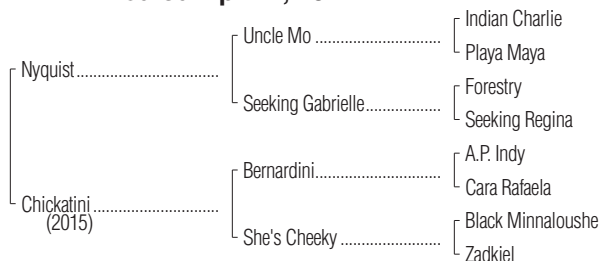 Indian Charlie
Uncle Mo
Playa Maya
Nyquist
Forestry
Seeking Gabrielle
Seeking Regina
A.P. Indy
Bernardini
Cara Rafaela
Chickatini
(2015)
Black Minnaloushe
She's Cheeky
Zadkiel